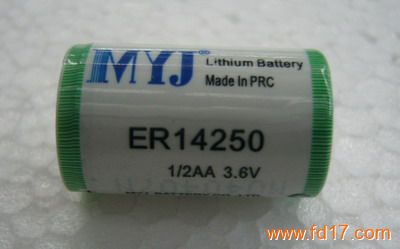 MYJ®
Lithium Battery
Made In PRC
ER14250
1/2AA 3.6V
www.fd17.com